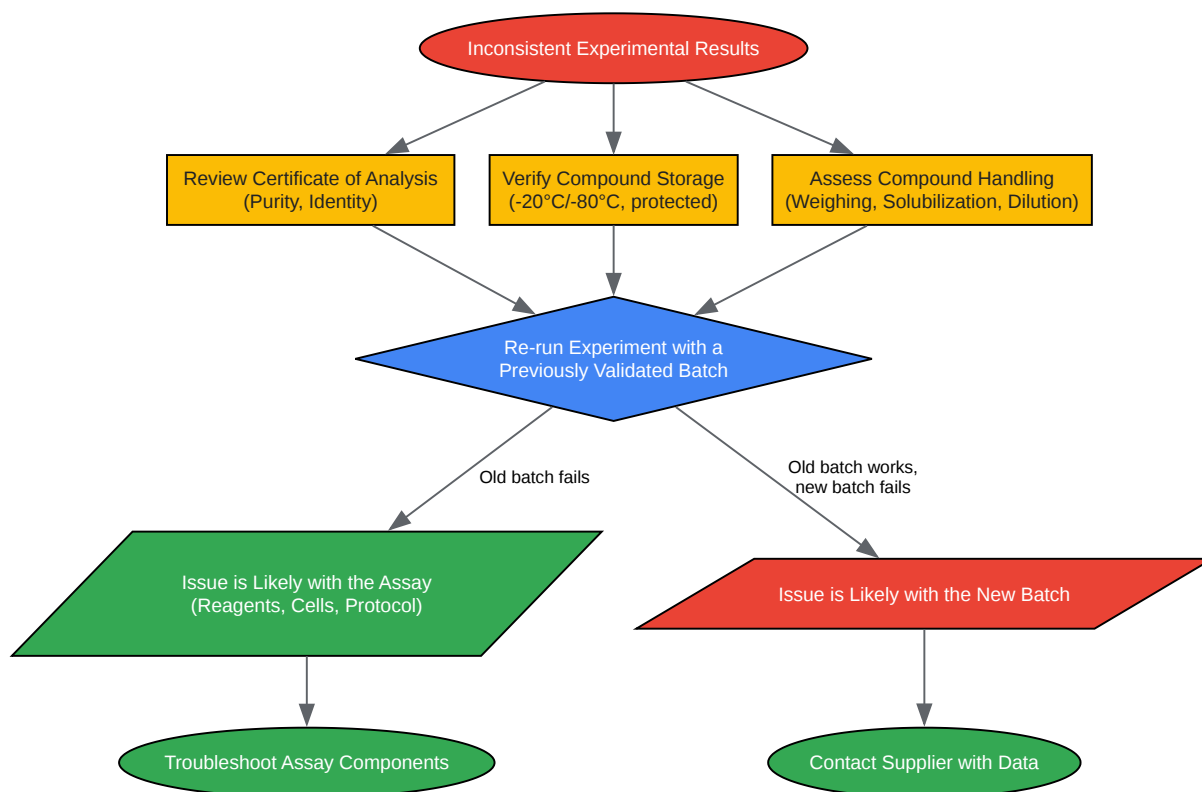 Inconsistent Experimental Results
Review Certificate of Analysis
(Purity, Identity)
Verify Compound Storage
(-20°C/-80°C, protected)
Assess Compound Handling
(Weighing, Solubilization, Dilution)
Re-run Experiment with a
Previously Validated Batch
Old batch fails
Old batch works,
new batch fails
Issue is Likely with the Assay
(Reagents, Cells, Protocol)
Issue is Likely with the New Batch
Troubleshoot Assay Components
Contact Supplier with Data